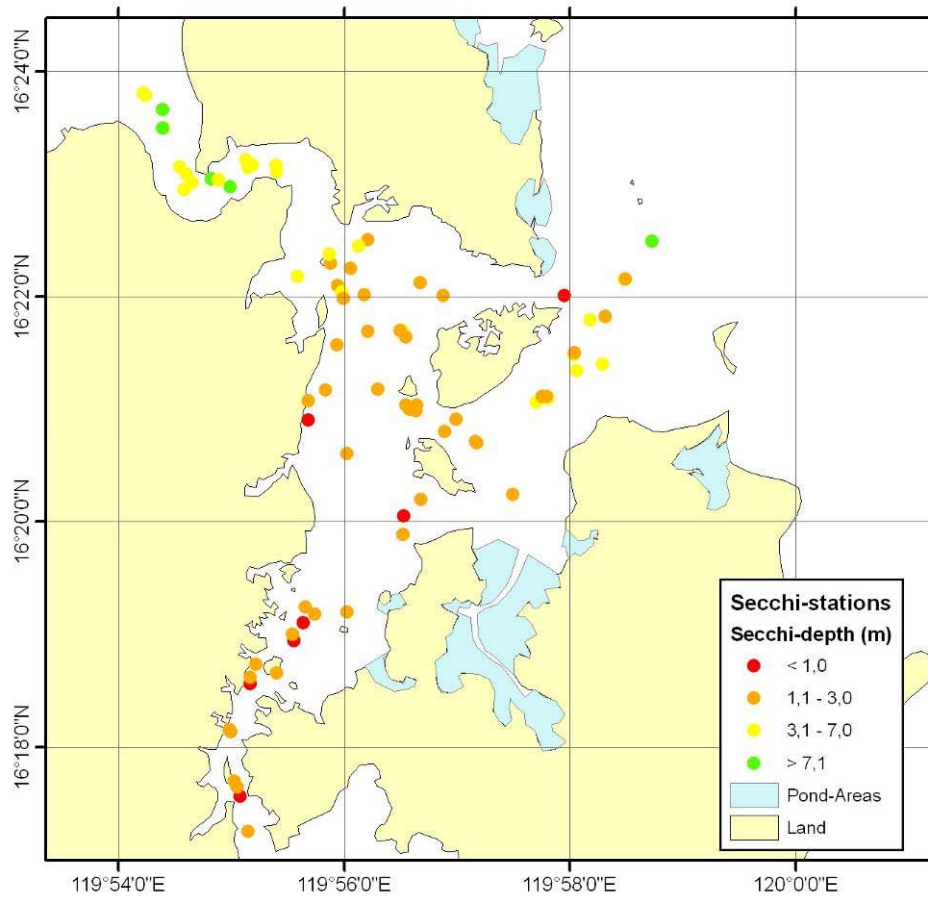 16°24'0"N
16°22'0"N
16°20'0"N
16°18'0"N
Secchi-stations
Secchi-depth (m)
< 1,0
1,1 - 3,0
3,1 - 7,0
> 7,1
Pond-Areas
Land
119°54'0"E 119°56'0"E 119°58'0"E 120°0'0"E